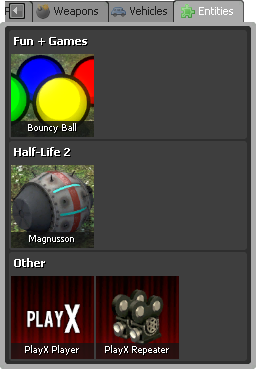 Weapons
Vehicles
Entities
Fun + Games
Bouncy Ball
Half-Life 2
Magnusson
Other
PLAYX
PlayX Player
PlayX Repeater